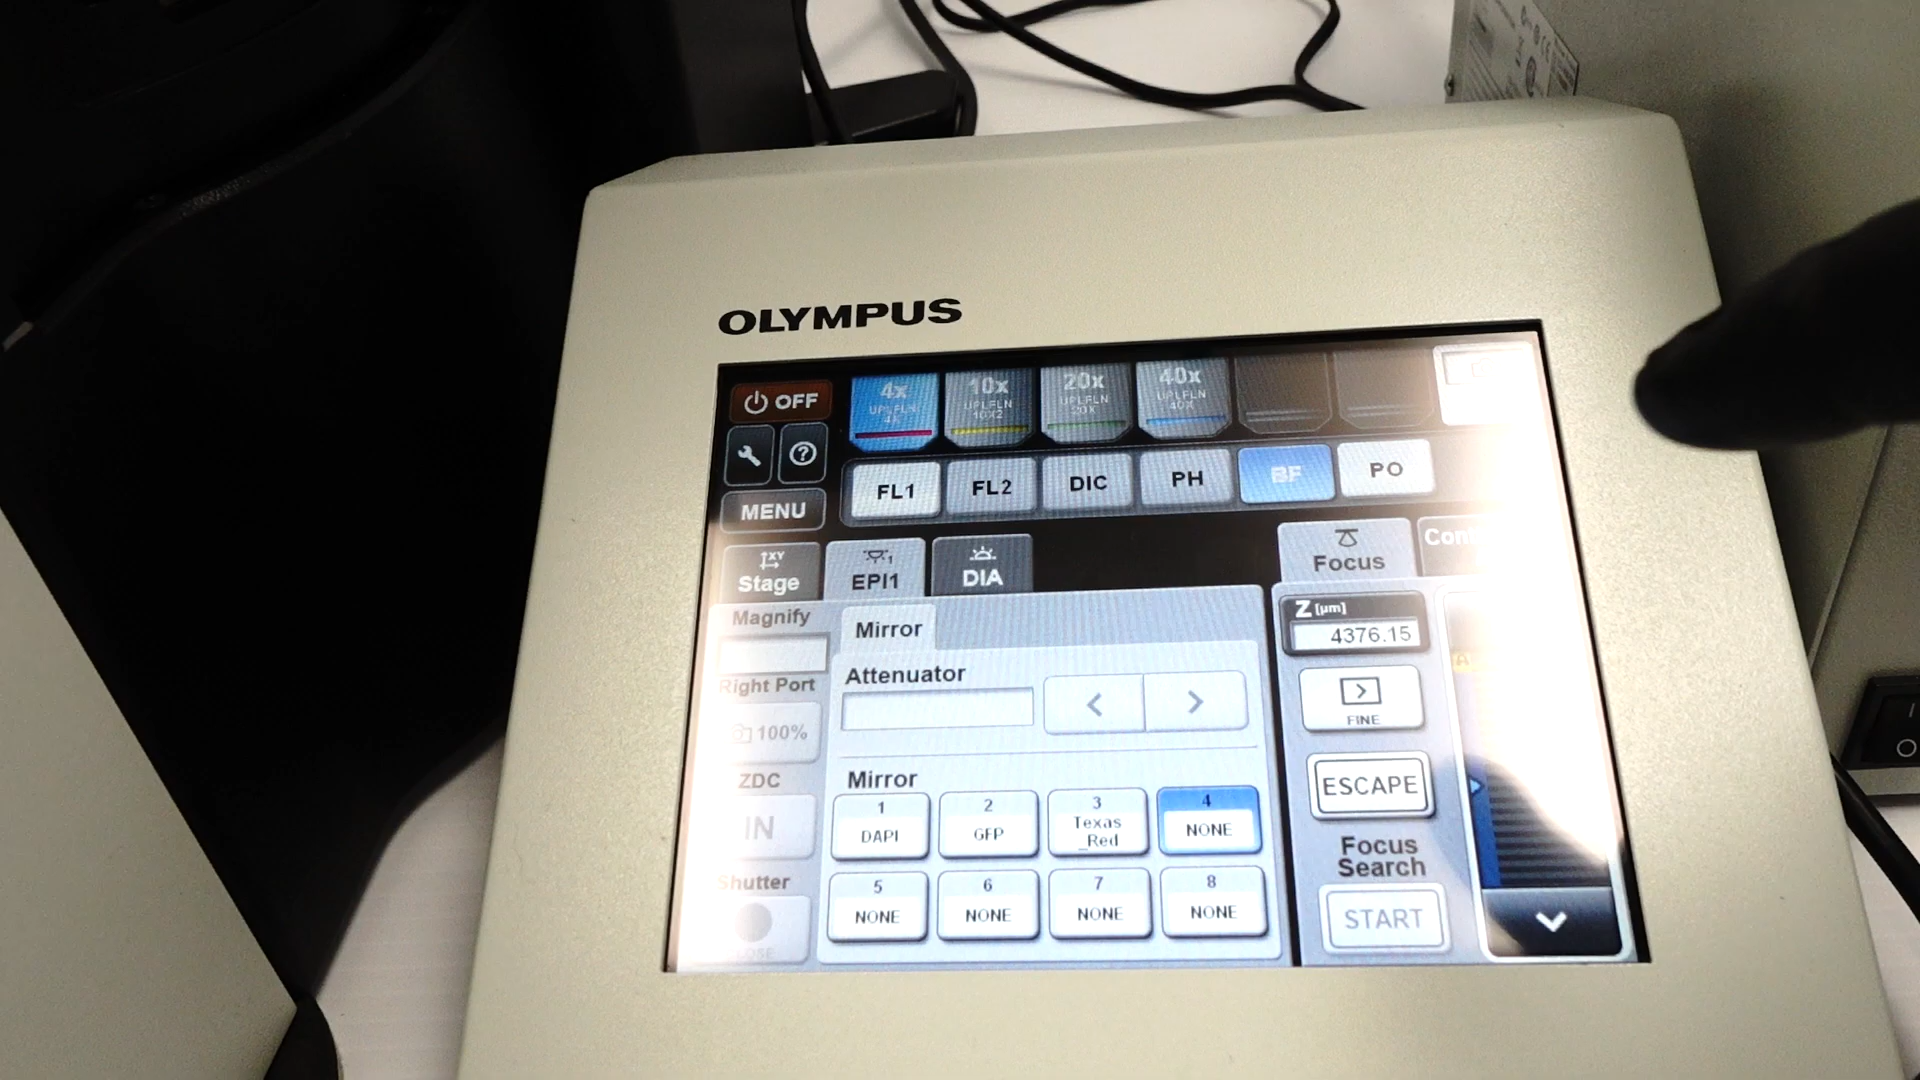 OLYMPUS
OFF
4x
UPLFLN
4X
10x
UPLFLN
10X2
20x
UPLFLN
20X
40x
UPLFLN
40X
MENU
FL1
FL2
DIC
PH
BF
PO
Stage
EPI1
DIA
Focus
Magnify
Right Port
100%
ZDC
IN
Shutter
Mirror
Attenuator
Mirror
1
DAPI
2
GFP
3
Texas
_Red
4
NONE
5
NONE
6
NONE
7
NONE
8
NONE
Z [µm]
4376.15
FINE
ESCAPE
Focus
Search
START